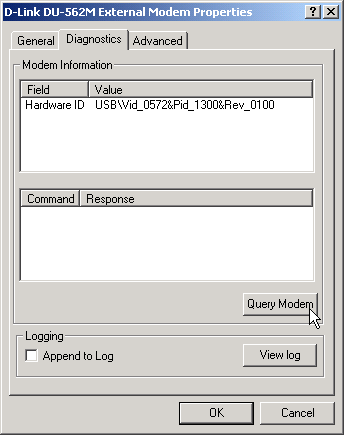 D-Link DU-562M External Modem Properties
General Diagnostics Advanced
Modem Information
Field Value
Hardware ID USB\Vid_0572&Pid_1300&Rev_0100
Command Response
Query Modem
Logging
Append to Log View log
OK Cancel